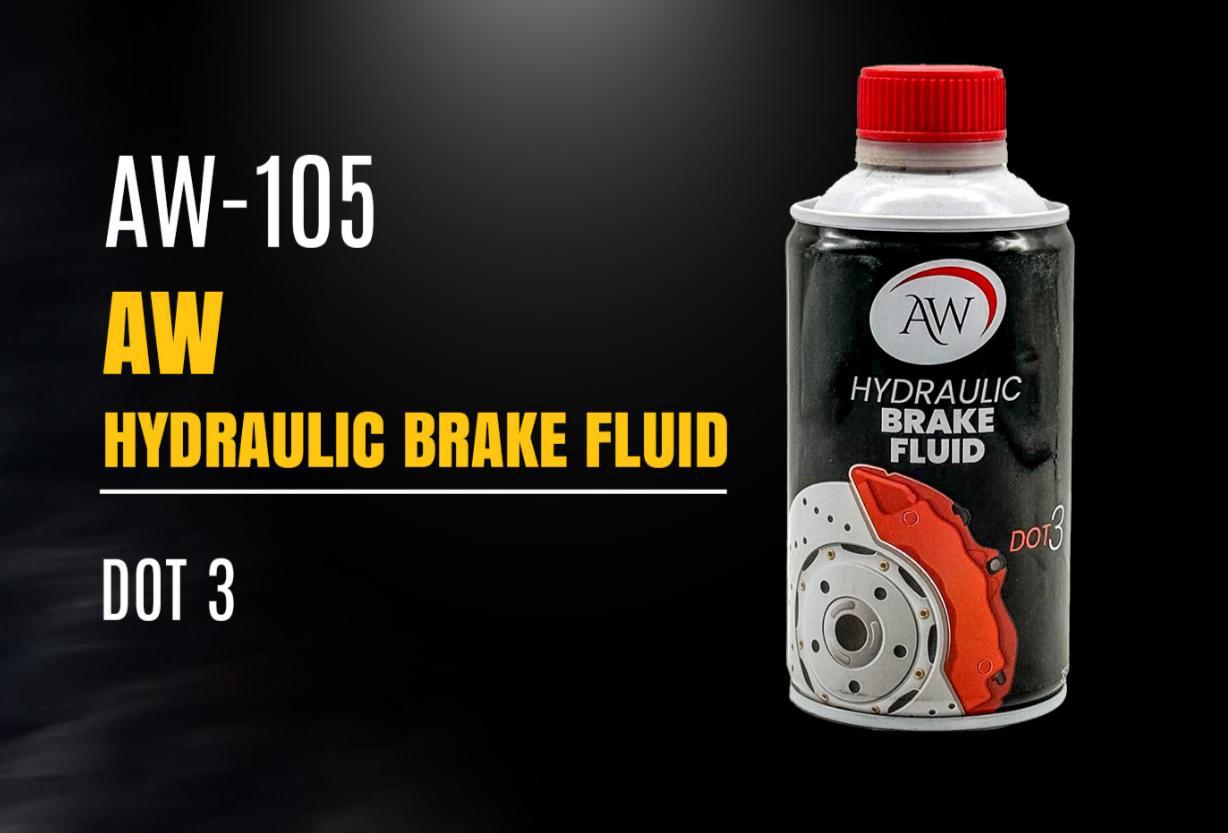 AW-105
AW
HYDRAULIC BRAKE FLUID
DOT 3
AW
HYDRAULIC
BRAKE
FLUID
DOT3